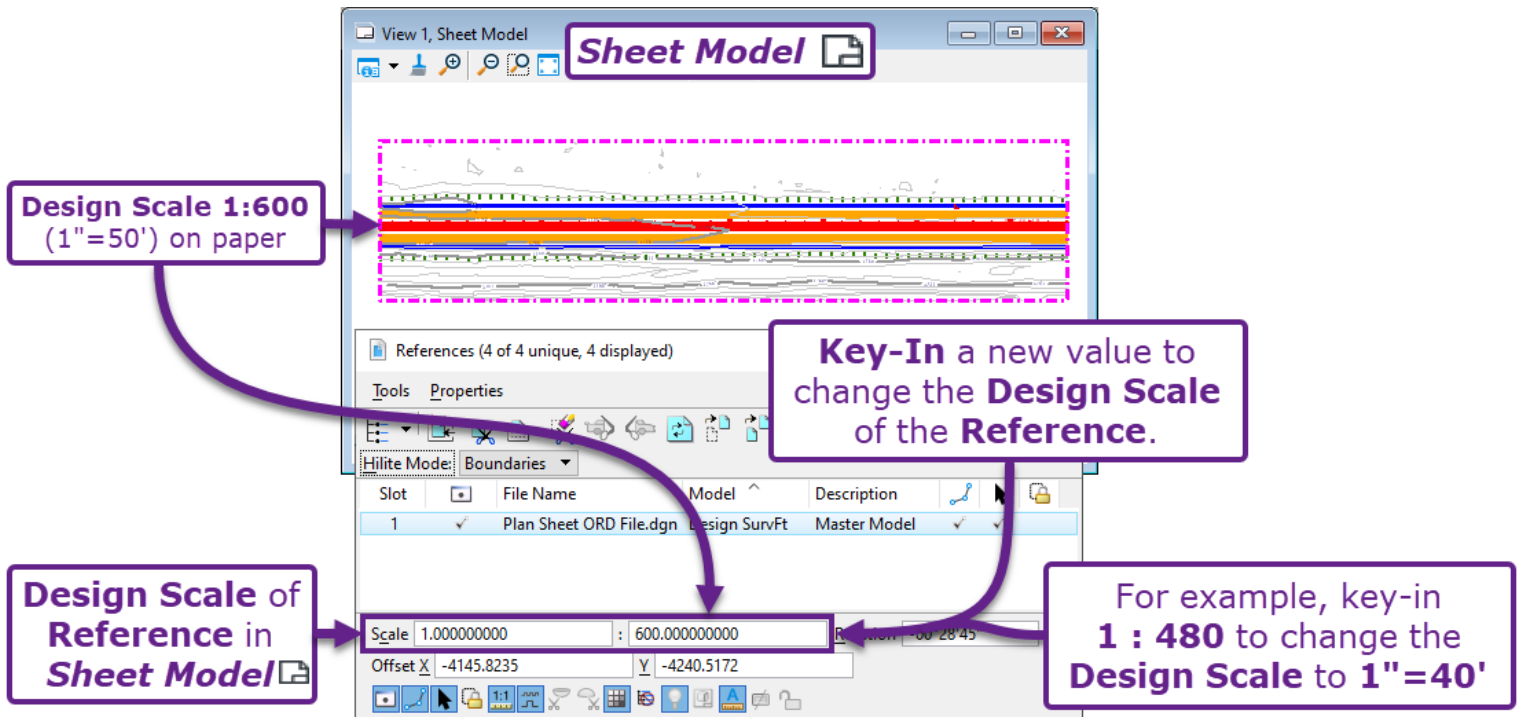 View 1, Sheet Model
Sheet Model
Design Scale 1:600
(1"=50') on paper
References (4 of 4 unique, 4 displayed)
Key-In a new value to
change the Design Scale
of the Reference.
Tools Properties
Hilite Mode: Boundaries
Slot File Name Model Description
1 Plan Sheet ORD File.dgn Design SurvFt Master Model
Design Scale of
Reference in
Sheet Model
Scale 1.000000000 : 600.000000000
Offset X -4145.8235 Y -4240.5172
1:1
A
For example, key-in
1 : 480 to change the
Design Scale to 1"=40'